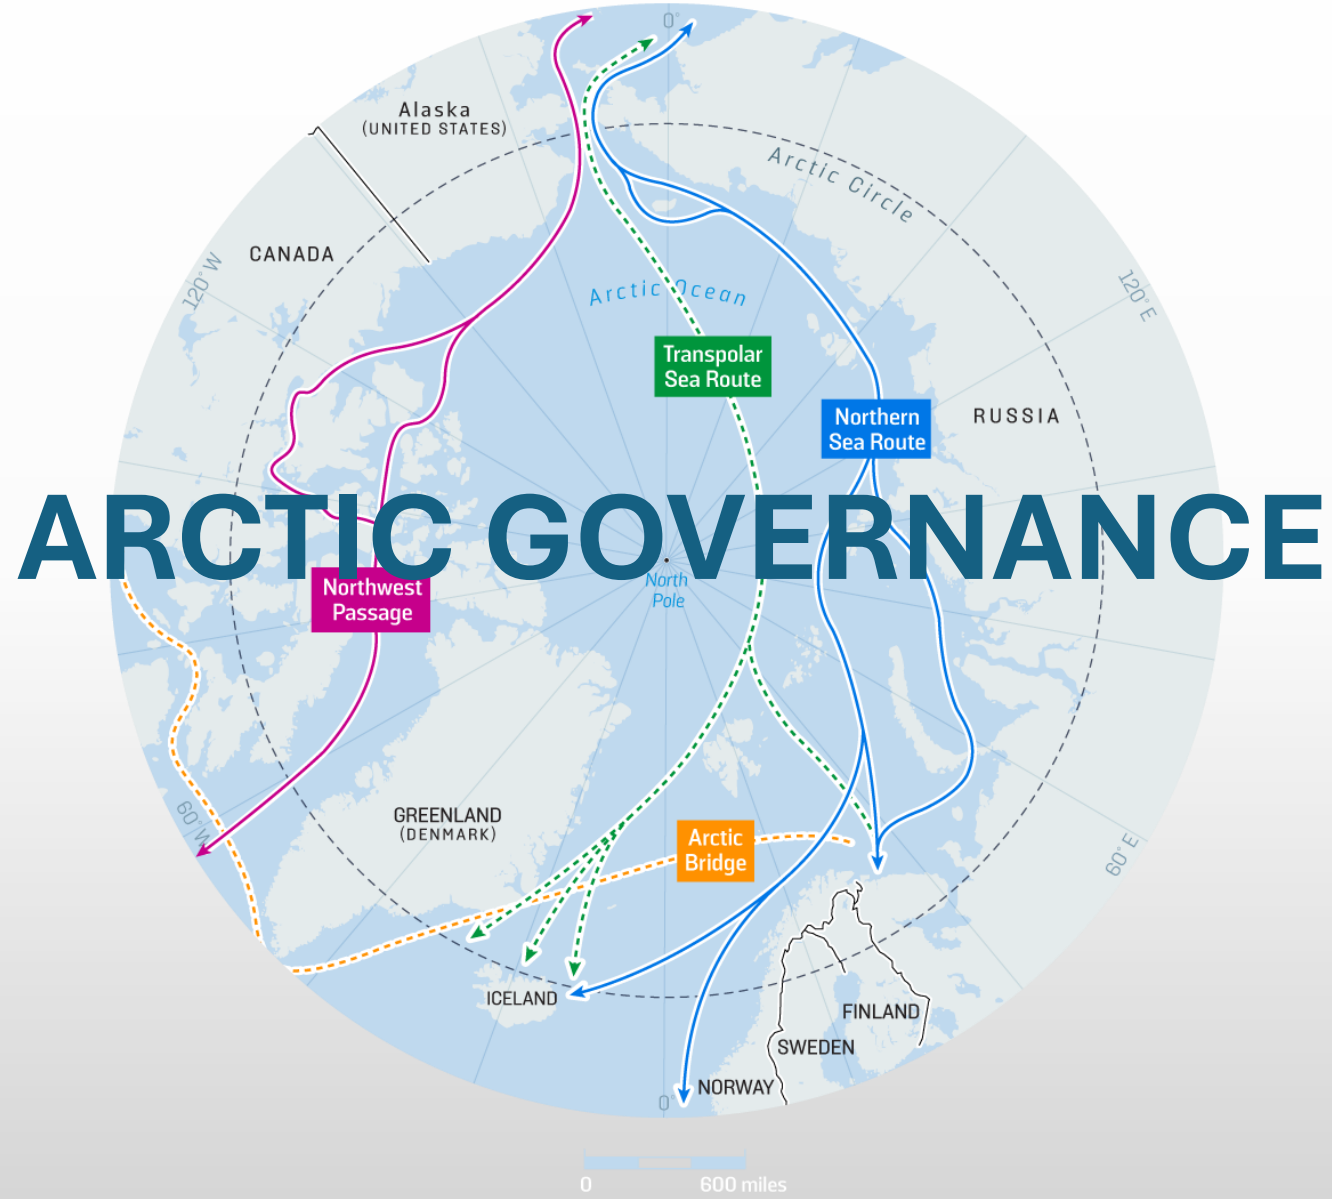 0°
Alaska
(UNITED STATES)
Arctic Circle
CANADA
120°W
120°E
Arctic Ocean
Transpolar
Sea Route
Northern
Sea Route
RUSSIA
ARCTIC GOVERNANCE
Northwest
Passage
North
Pole
60°W
GREENLAND
(DENMARK)
Arctic
Bridge
60°E
ICELAND
FINLAND
SWEDEN
NORWAY
0°
0
600 miles